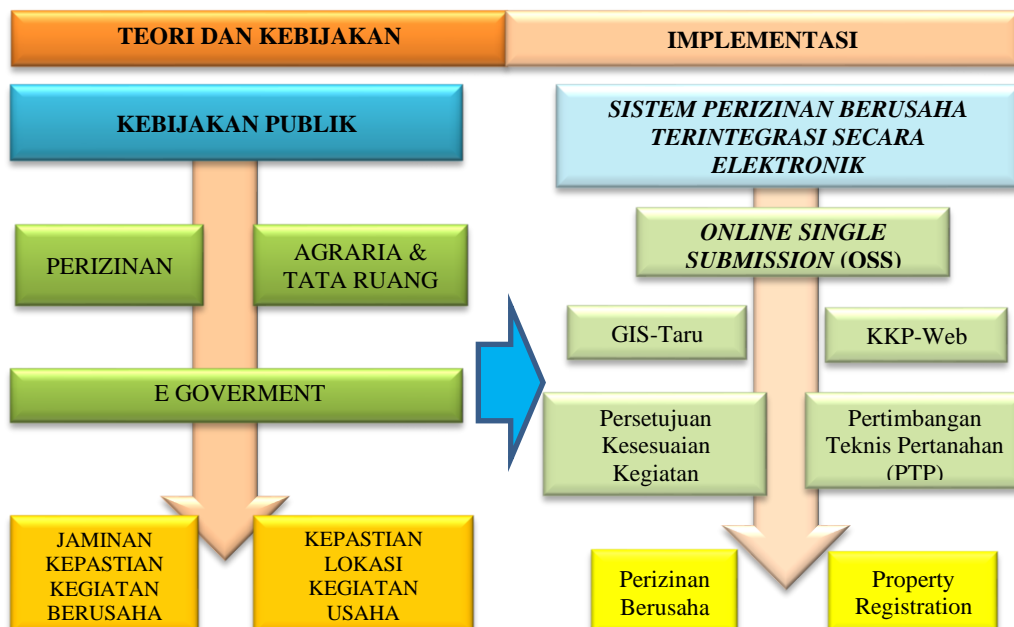 TEORI DAN KEBIJAKAN
IMPLEMENTASI
KEBIJAKAN PUBLIK
SISTEM PERIZINAN BERUSAHA
TERINTEGRASI SECARA
ELEKTRONIK
PERIZINAN
AGRARIA &
TATA RUANG
ONLINE SINGLE
SUBMISSION (OSS)
GIS-Taru
KKP-Web
E GOVERMENT
Persetujuan
Kesesuaian
Kegiatan
Pertimbangan
Teknis Pertanahan
(PTP)
JAMINAN
KEPASTIAN
KEGIATAN
BERUSAHA
KEPASTIAN
LOKASI
KEGIATAN
USAHA
Perizinan
Berusaha
Property
Registration